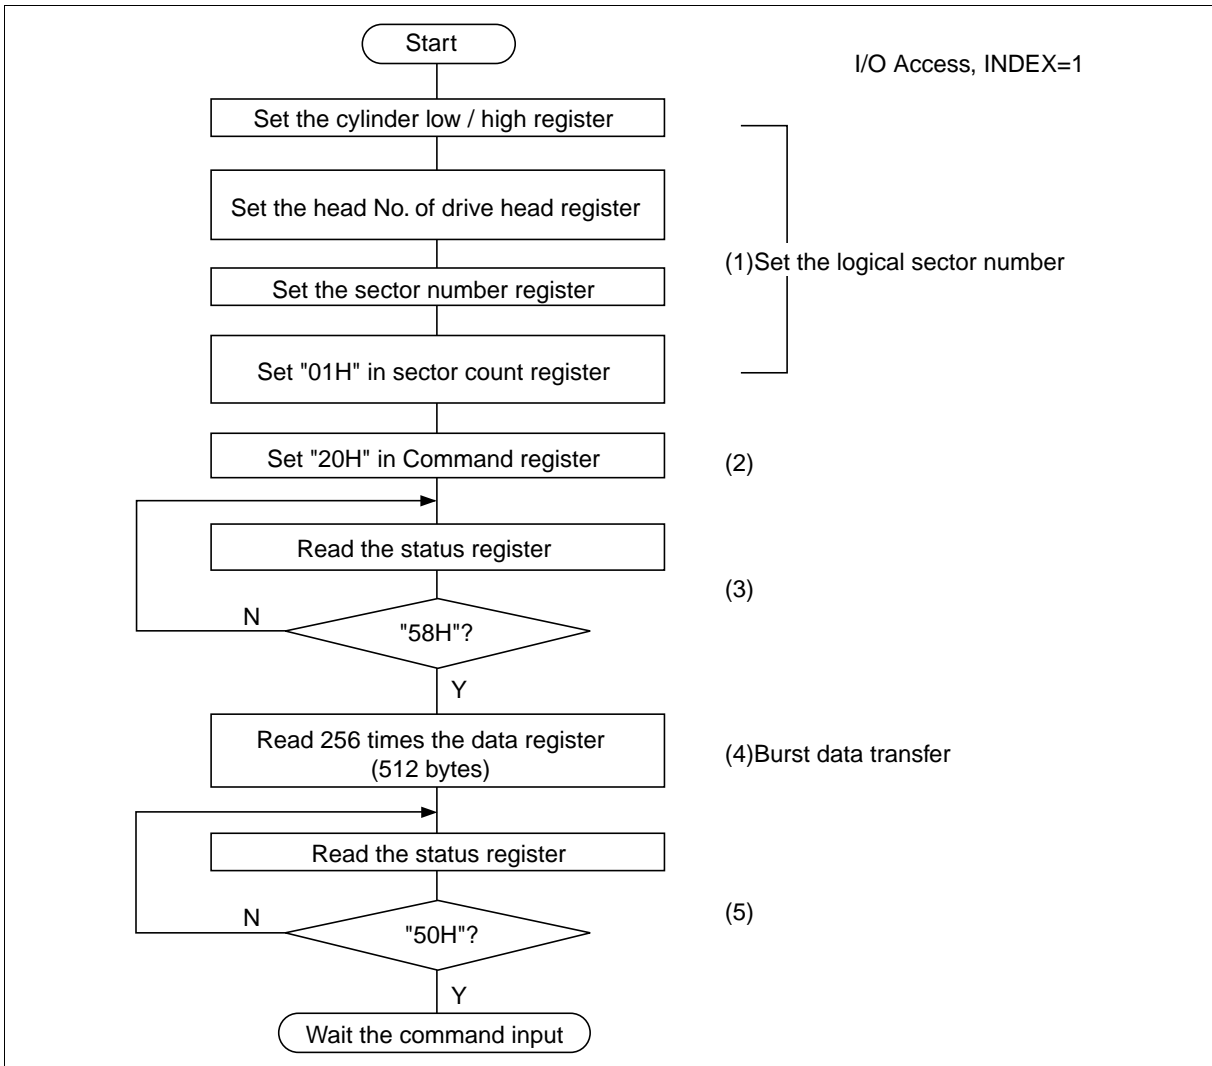 Start
I/O Access, INDEX=1
Set the cylinder low / high register
Set the head No. of drive head register
(1)Set the logical sector number
Set the sector number register
Set "01H" in sector count register
Set "20H" in Command register
(2)
Read the status register
(3)
N
"58H"?
Y
Read 256 times the data register
(512 bytes)
(4)Burst data transfer
Read the status register
N
(5)
"50H"?
Y
Wait the command input